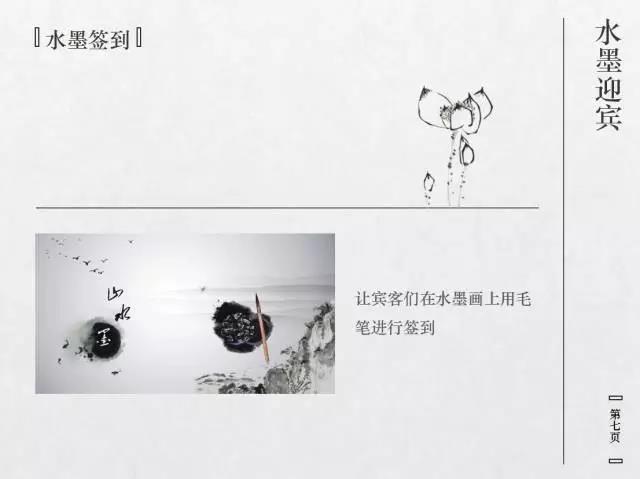 ﹝水墨签到﹞
水墨迎宾
山水
墨
让宾客们在水墨画上用毛
笔进行签到
第七页